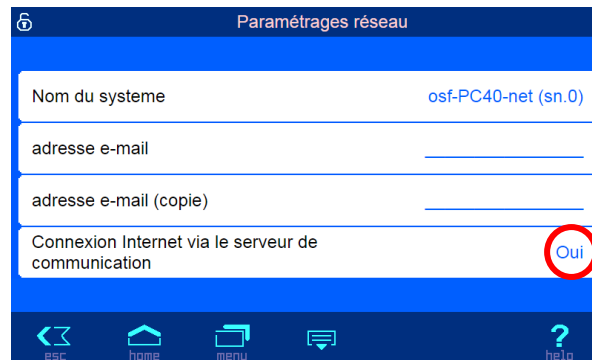 Paramétrages réseau
Nom du systeme
osf-PC40-net (sn.0)
adresse e-mail
adresse e-mail (copie)
Connexion Internet via le serveur de
communication
Oui
esc
home
menu
?
help